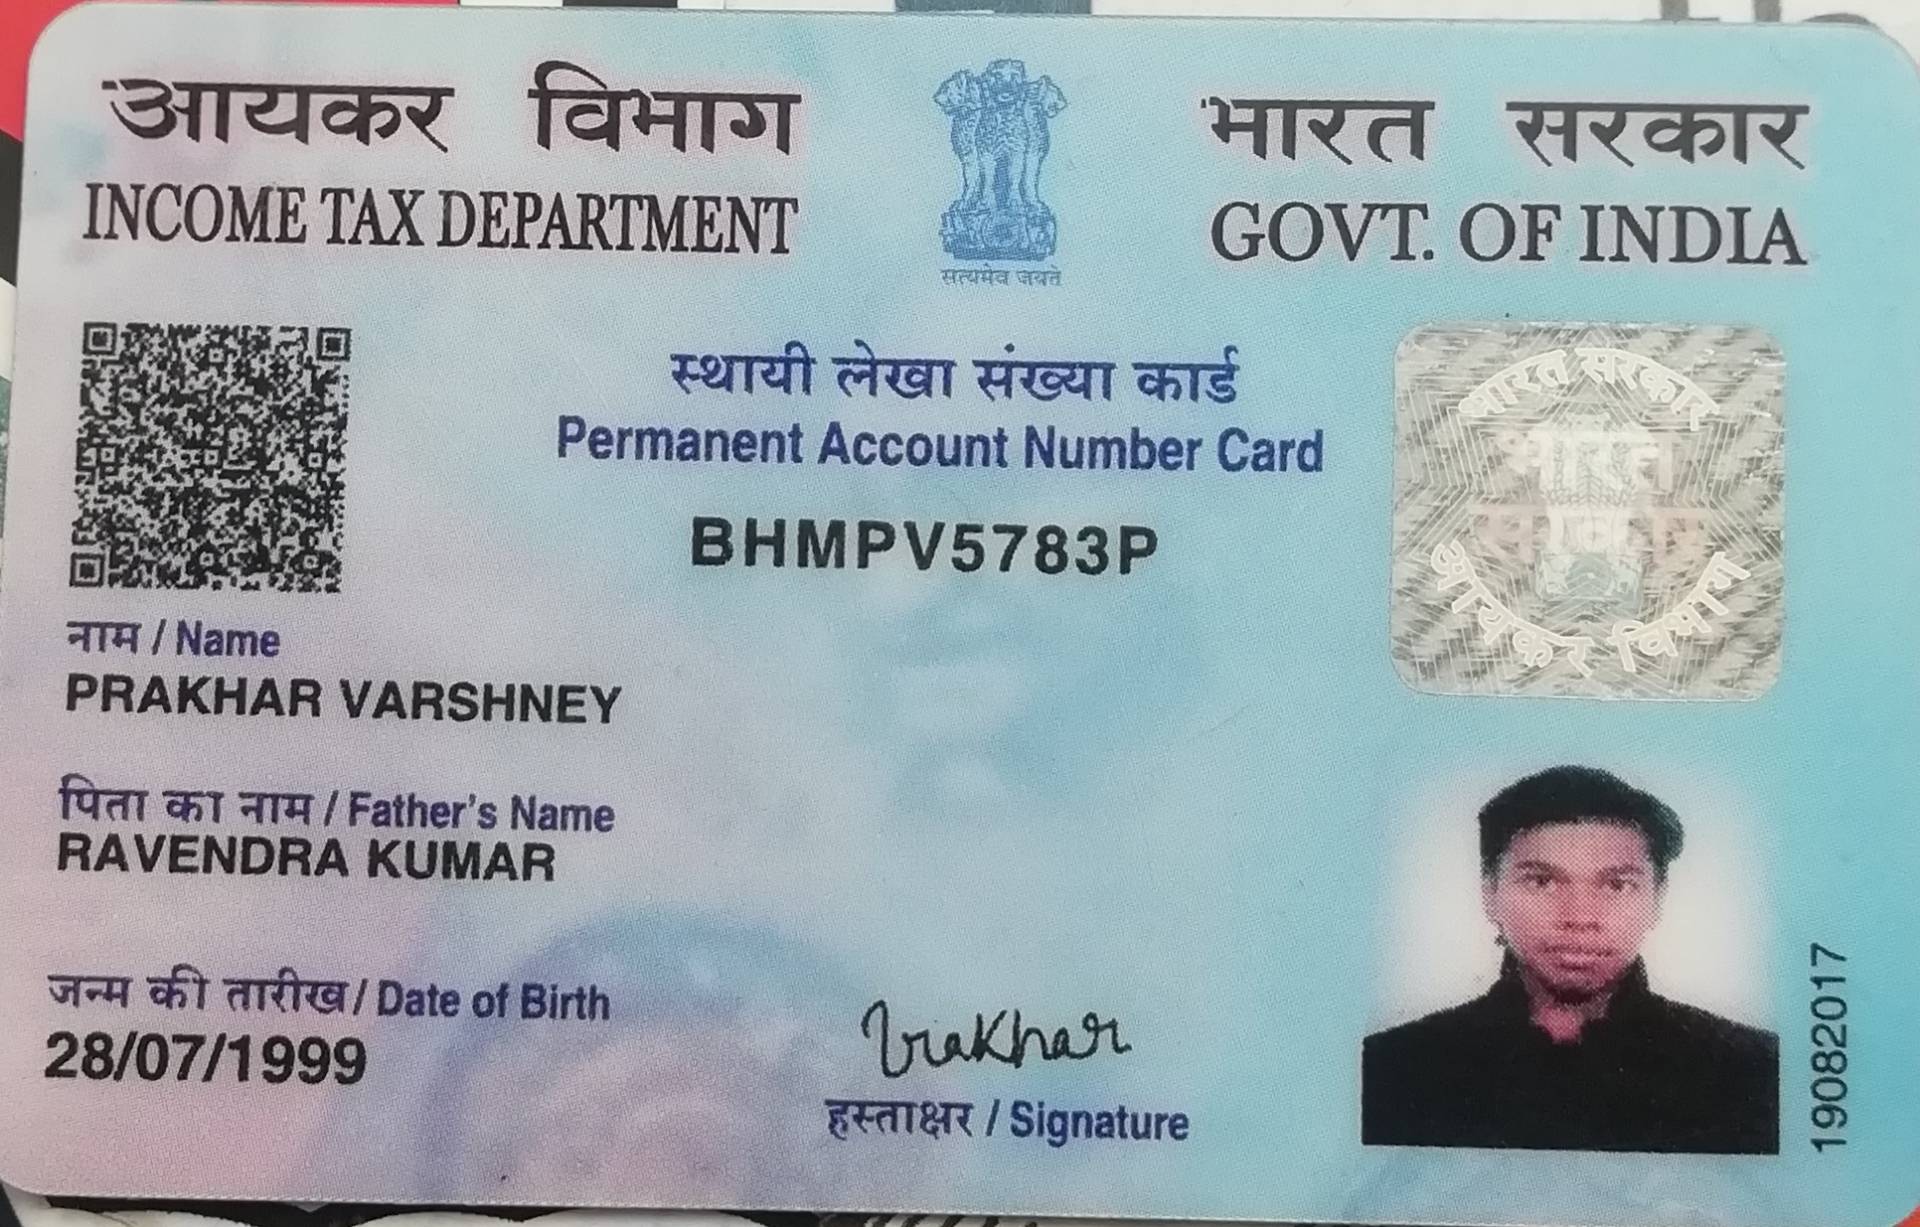 आयकर विभाग
INCOME TAX DEPARTMENT
सत्यमेव जयते
भारत सरकार
GOVT. OF INDIA
स्थायी लेखा संख्या कार्ड
Permanent Account Number Card
BHMPV5783P
भारत सरकार
भारत
आयकर विभाग
नाम / Name
PRAKHAR VARSHNEY
पिता का नाम / Father's Name
RAVENDRA KUMAR
जन्म की तारीख / Date of Birth
28/07/1999
Prakhar
हस्ताक्षर / Signature
19082017